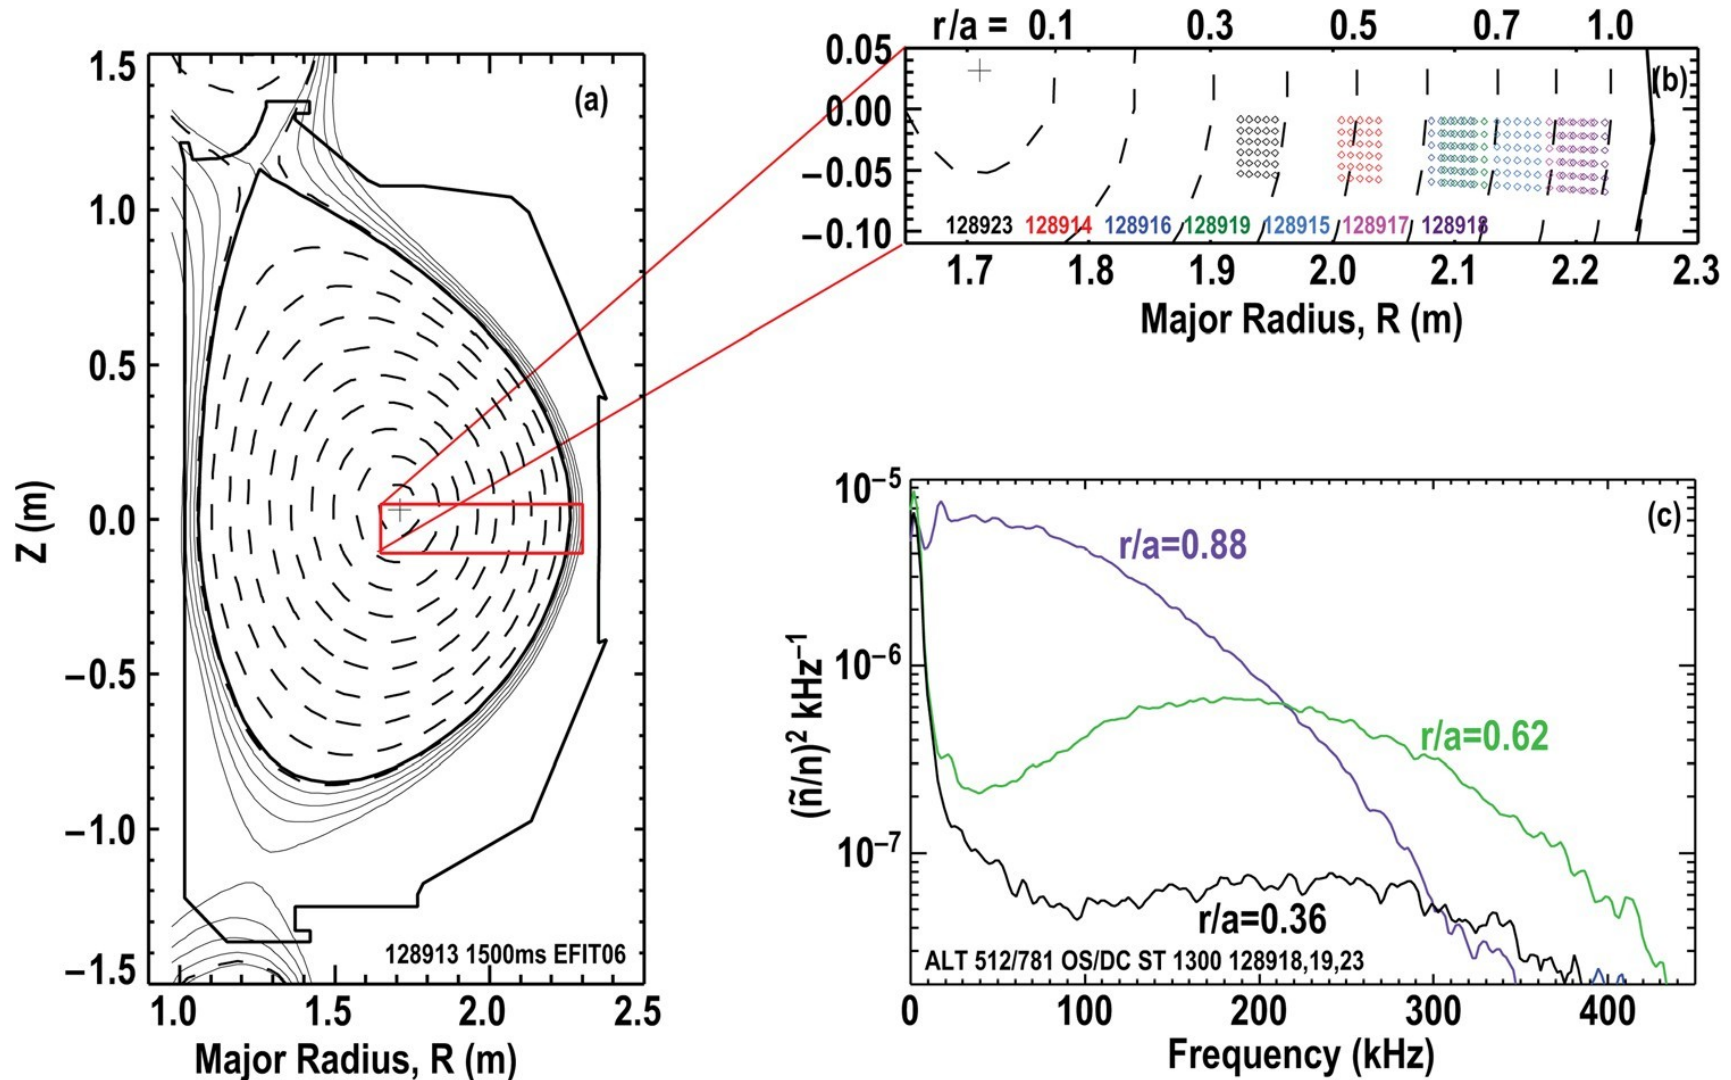 (a)
1.5
1.0
0.5
0.0
−0.5
−1.0
−1.5
Z (m)
128913 1500ms EFIT06
1.0 1.5 2.0 2.5
Major Radius, R (m)
r/a = 0.1 0.3 0.5 0.7 1.0
(b)
0.05
0.00
−0.05
−0.10
128923 128914 128916 128919 128915 128917 128918
1.7 1.8 1.9 2.0 2.1 2.2 2.3
Major Radius, R (m)
(c)
10−5
10−6
10−7
(ñ/n)2 kHz−1
r/a=0.88
r/a=0.62
r/a=0.36
ALT 512/781 OS/DC ST 1300 128918,19,23
0 100 200 300 400
Frequency (kHz)